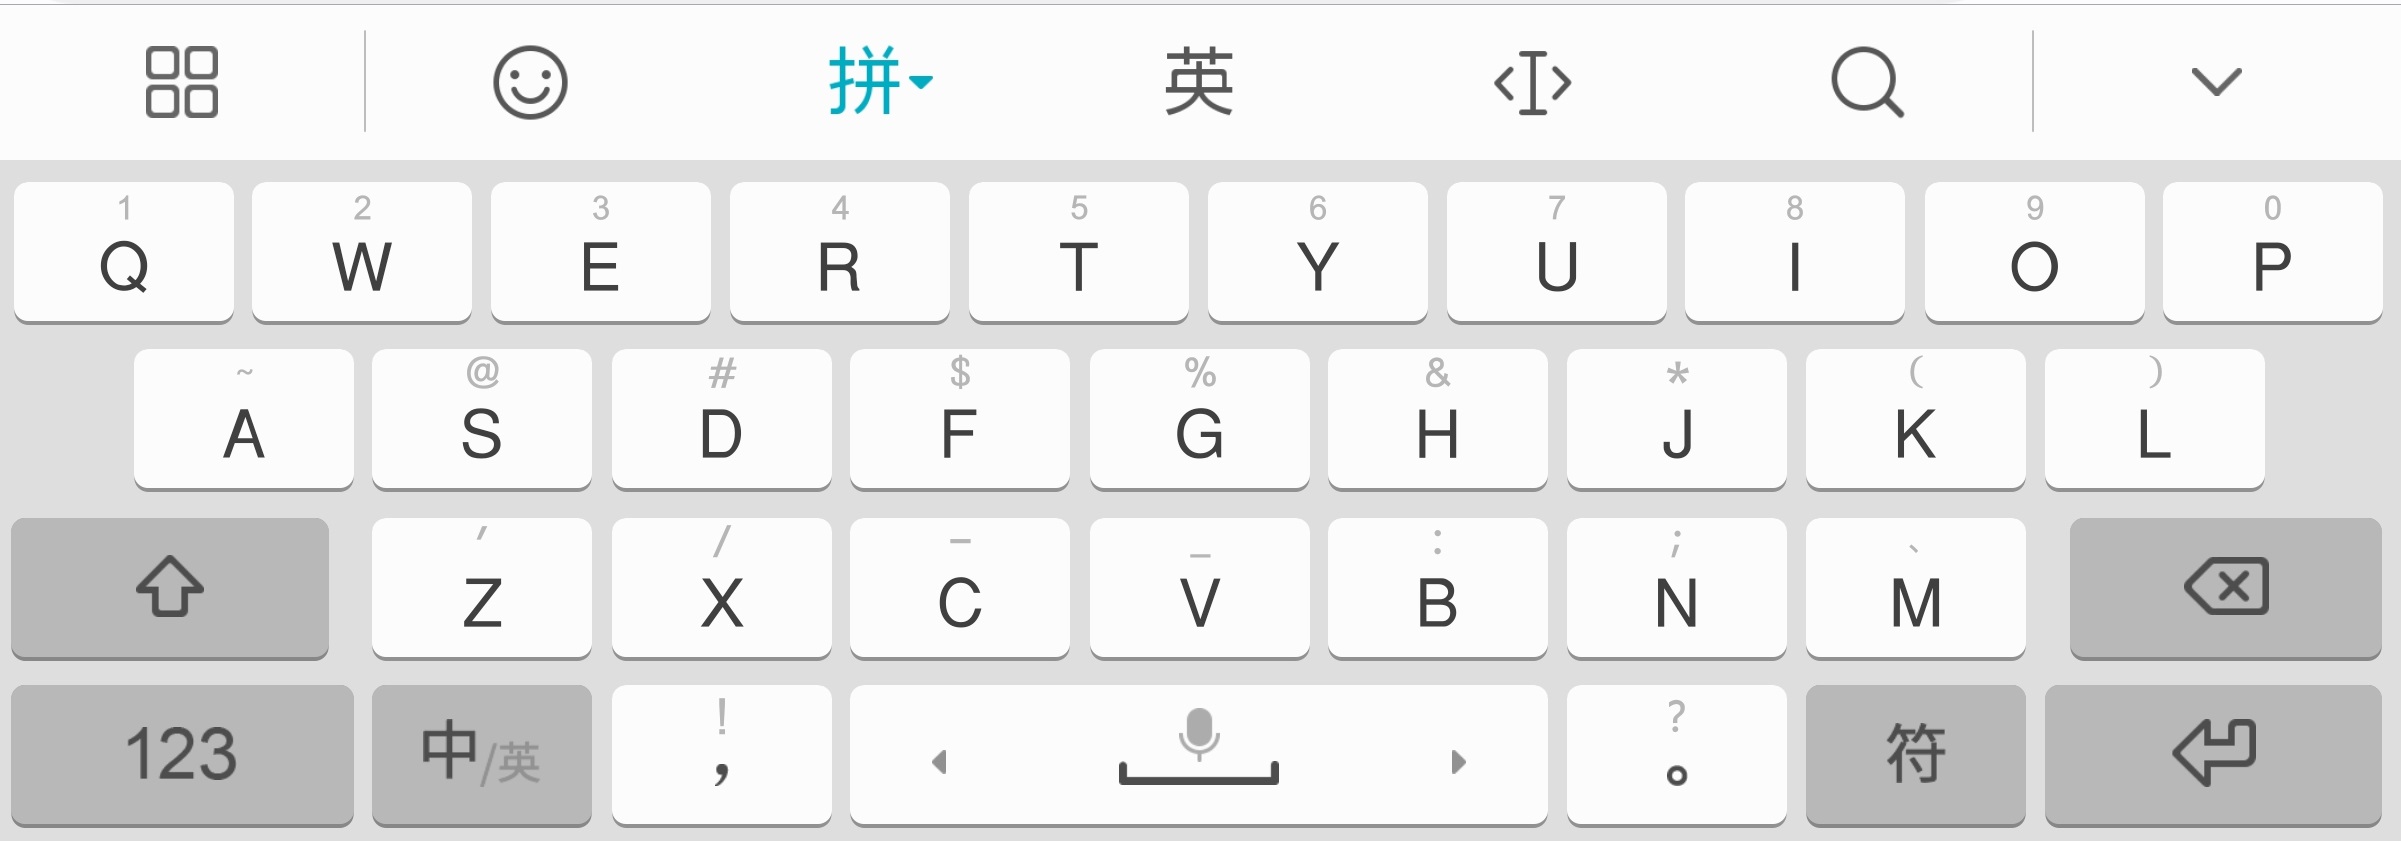 拼 英
1 2 3 4 5 6 7 8 9 0
Q W E R T Y U I O P
~ @ # $ % & * ( )
A S D F G H J K L
' / - _ : ; 、
Z X C V B N M
! ?
123 中/英 , 。 符